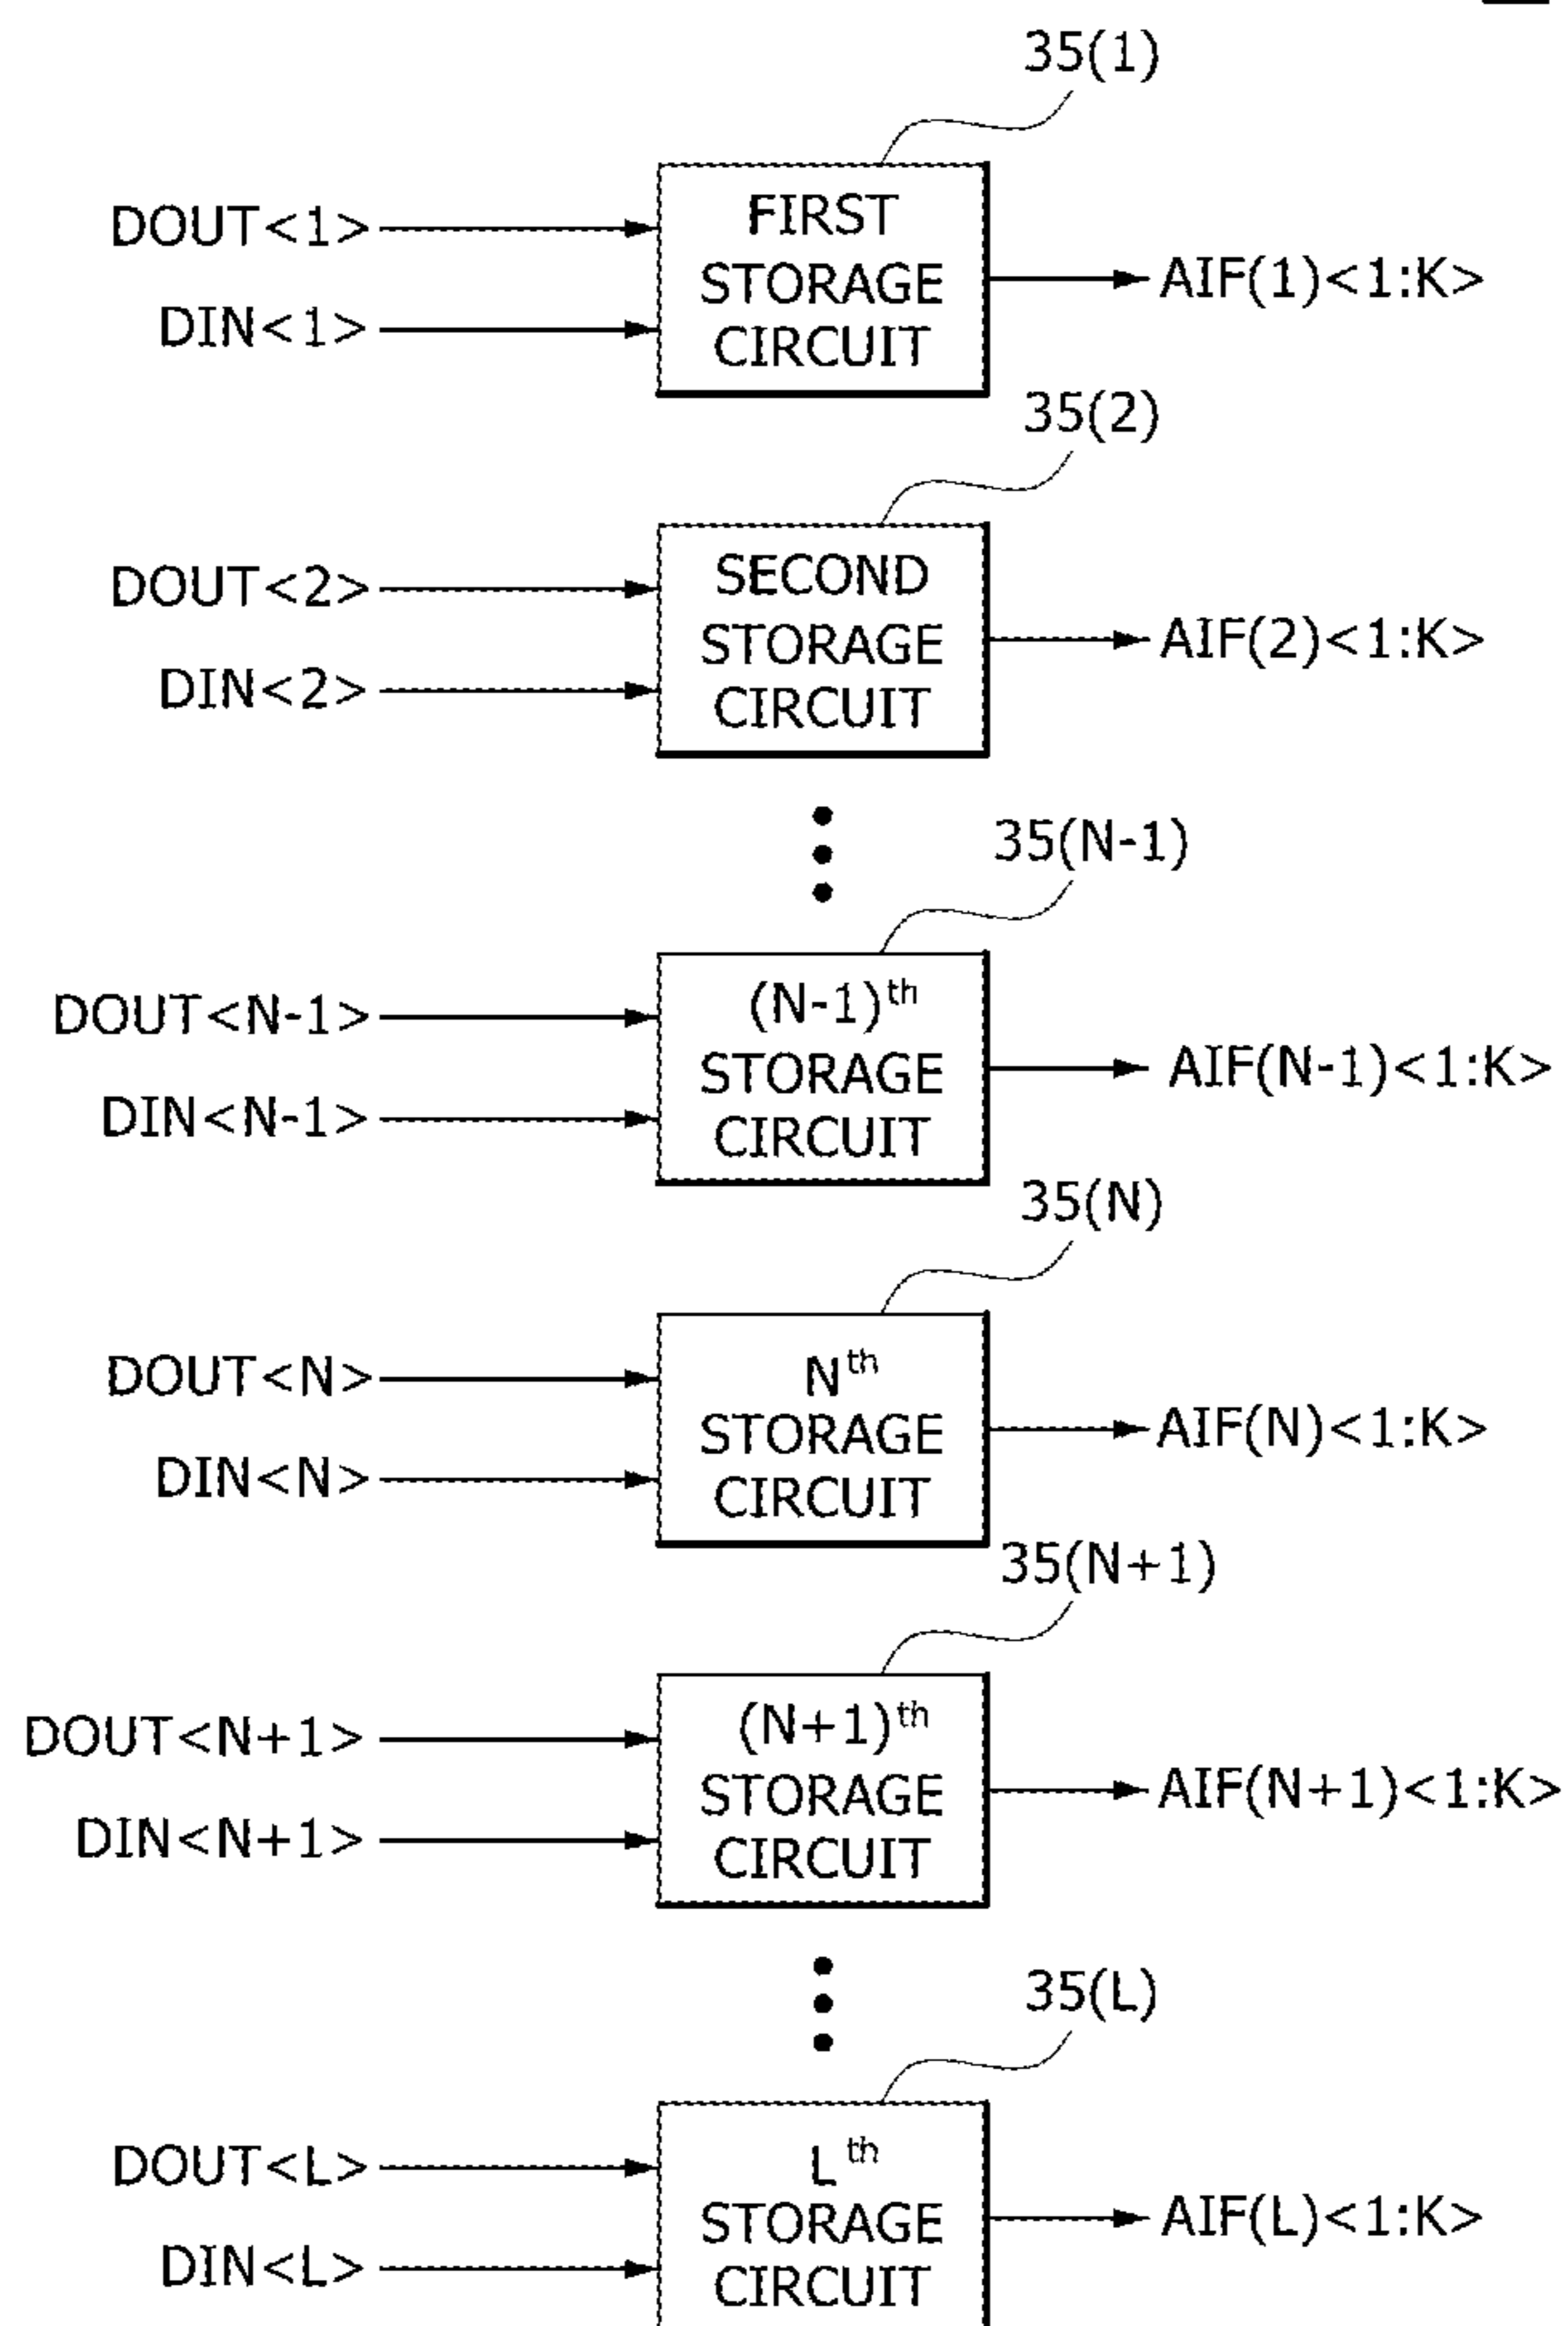 35(1)
DOUT<1>
DIN<1>
FIRST
STORAGE
CIRCUIT
AIF(1)<1:K>
35(2)
DOUT<2>
DIN<2>
SECOND
STORAGE
CIRCUIT
AIF(2)<1:K>
35(N-1)
DOUT<N-1>
DIN<N-1>
(N-1)th
STORAGE
CIRCUIT
AIF(N-1)<1:K>
35(N)
DOUT<N>
DIN<N>
Nth
STORAGE
CIRCUIT
AIF(N)<1:K>
35(N+1)
DOUT<N+1>
DIN<N+1>
(N+1)th
STORAGE
CIRCUIT
AIF(N+1)<1:K>
35(L)
DOUT<L>
DIN<L>
Lth
STORAGE
CIRCUIT
AIF(L)<1:K>